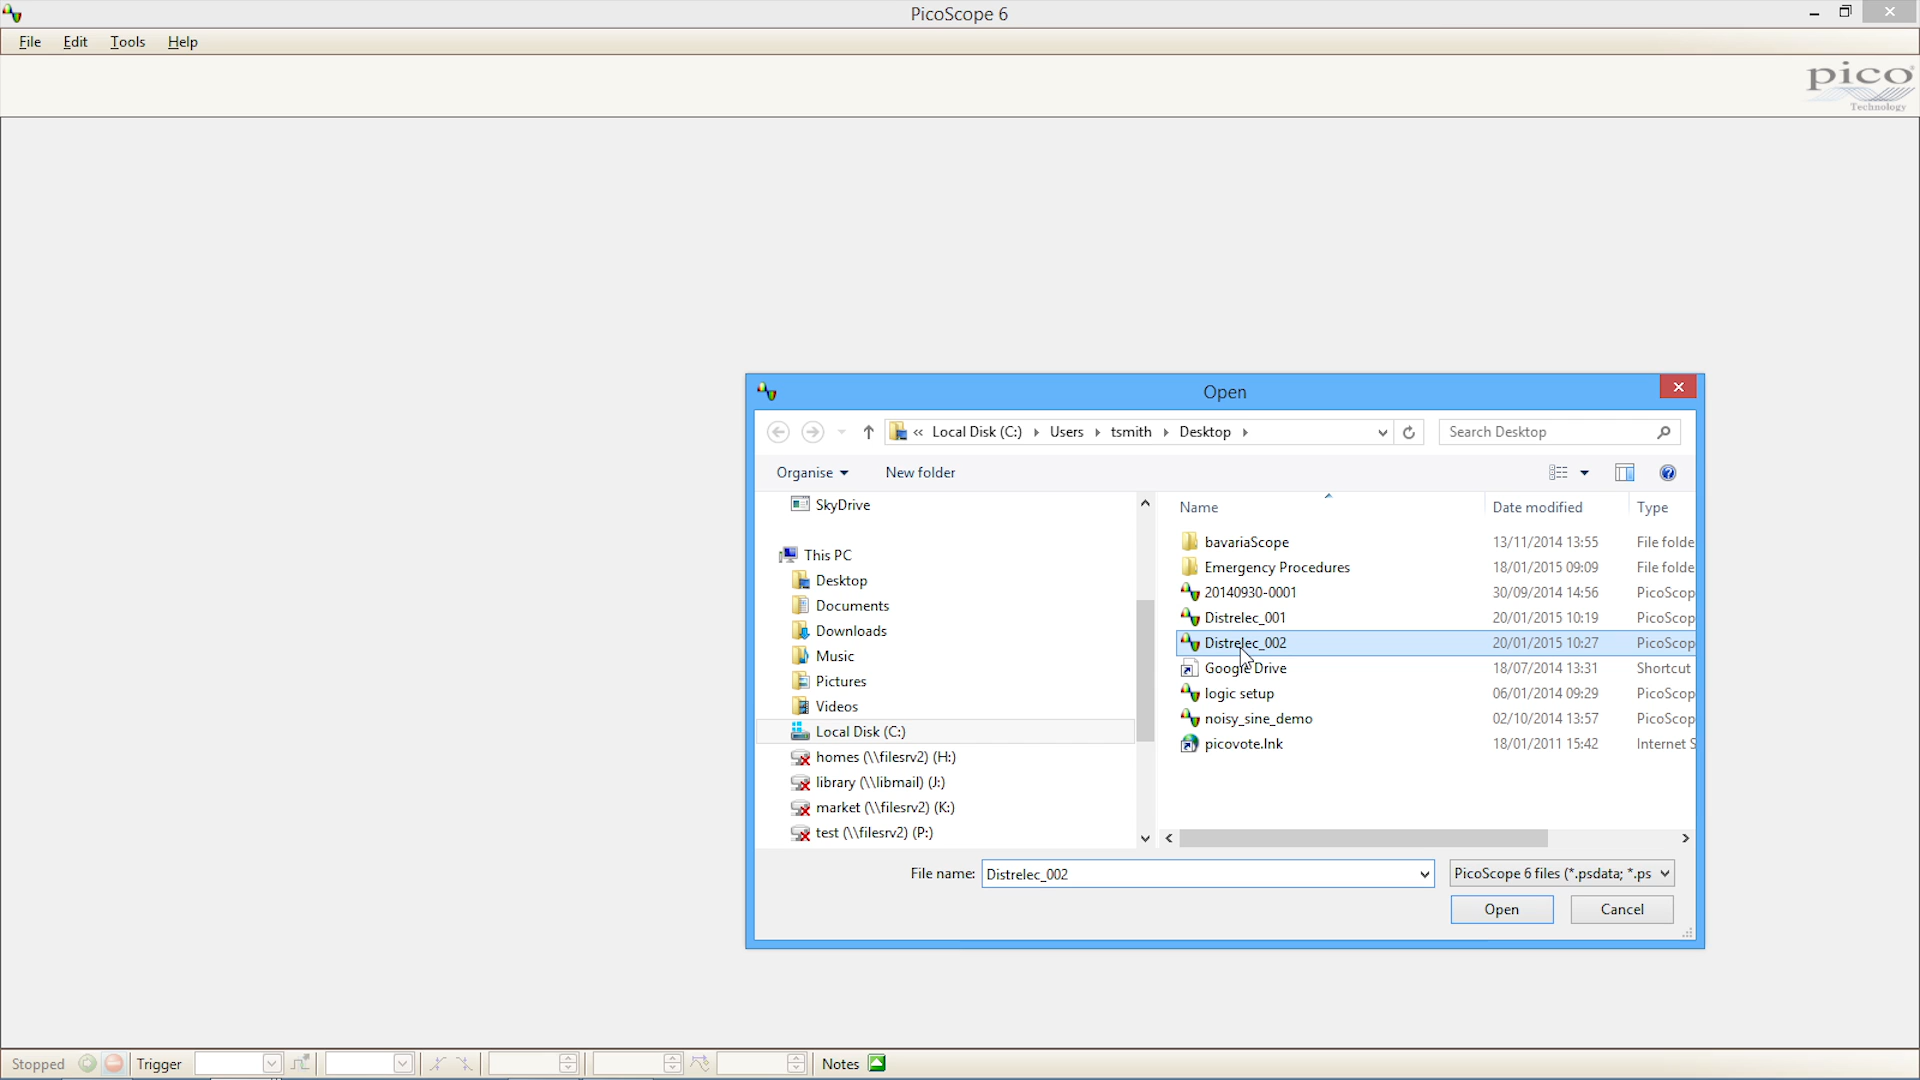 PicoScope 6
File Edit Tools Help
pico
Technology
Open
« Local Disk (C:) Users tsmith Desktop Search Desktop
Organise New folder
SkyDrive
This PC
Desktop
Documents
Downloads
Music
Pictures
Videos
Local Disk (C:)
homes (\\filesrv2) (H:)
library (\\libmail) (J:)
market (\\filesrv2) (K:)
test (\\filesrv2) (P:)
Name Date modified Type
bavariaScope 13/11/2014 13:55 File folde
Emergency Procedures 18/01/2015 09:09 File folde
20140930-0001 30/09/2014 14:56 PicoScop
Distrelec_001 20/01/2015 10:19 PicoScop
Distrelec_002 20/01/2015 10:27 PicoScop
Google Drive 18/07/2014 13:31 Shortcut
logic setup 06/01/2014 09:29 PicoScop
noisy_sine_demo 02/10/2014 13:57 PicoScop
picovote.lnk 18/01/2011 15:42 Internet S
File name: Distrelec_002 PicoScope 6 files (*.psdata; *.ps
Open Cancel
Stopped Trigger Notes